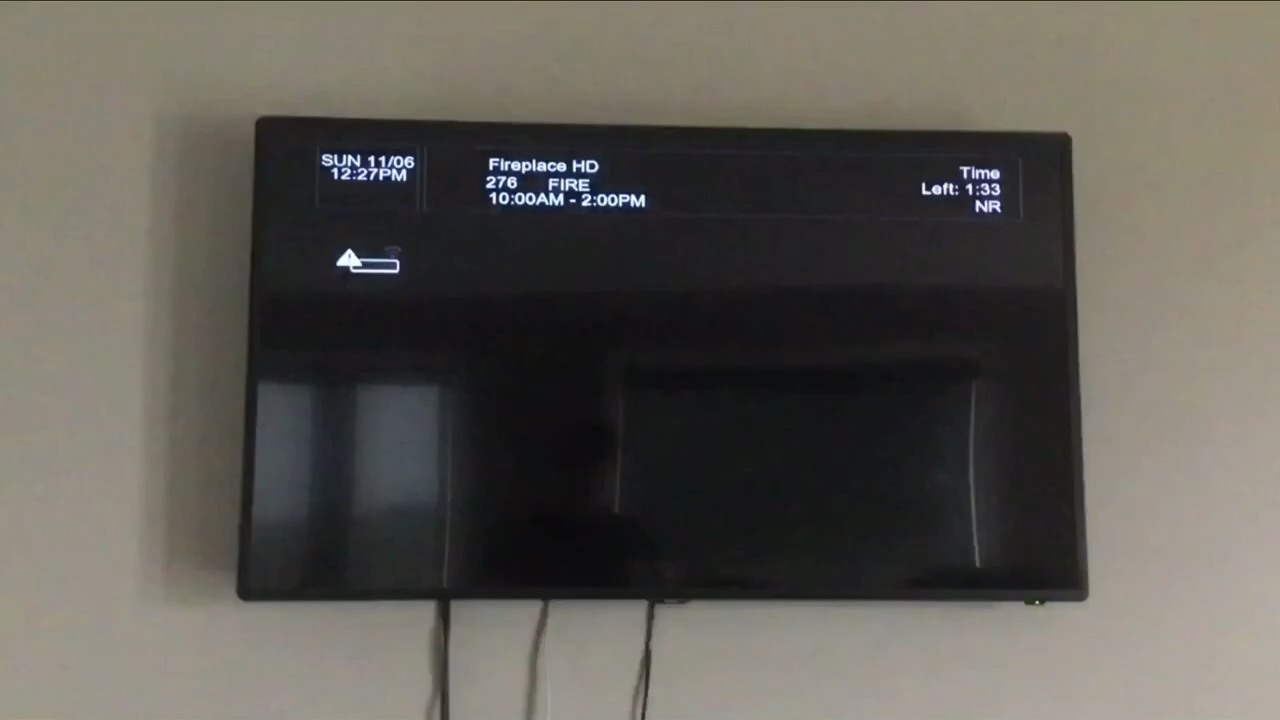 SUN 11/06
12:27PM
Fireplace HD
276 FIRE
10:00AM - 2:00PM
Time
Left: 1:33
NR